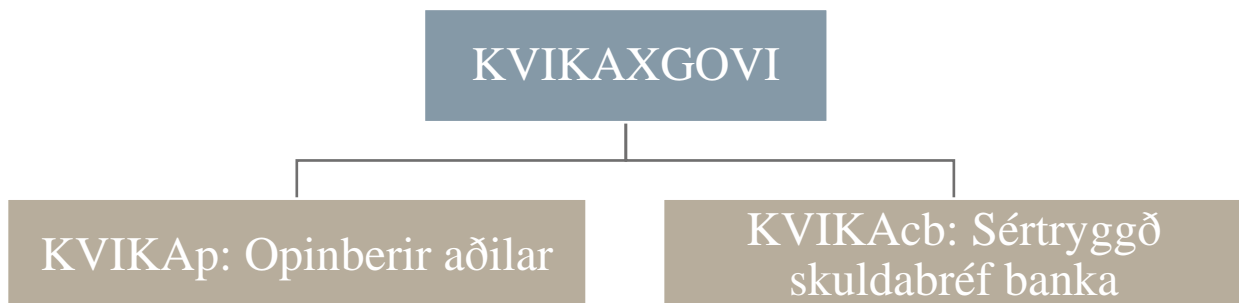 KVIKAXGOVI
KVIKAp: Opinberir aðilar
KVIKAcb: Sértryggð
skuldabréf banka